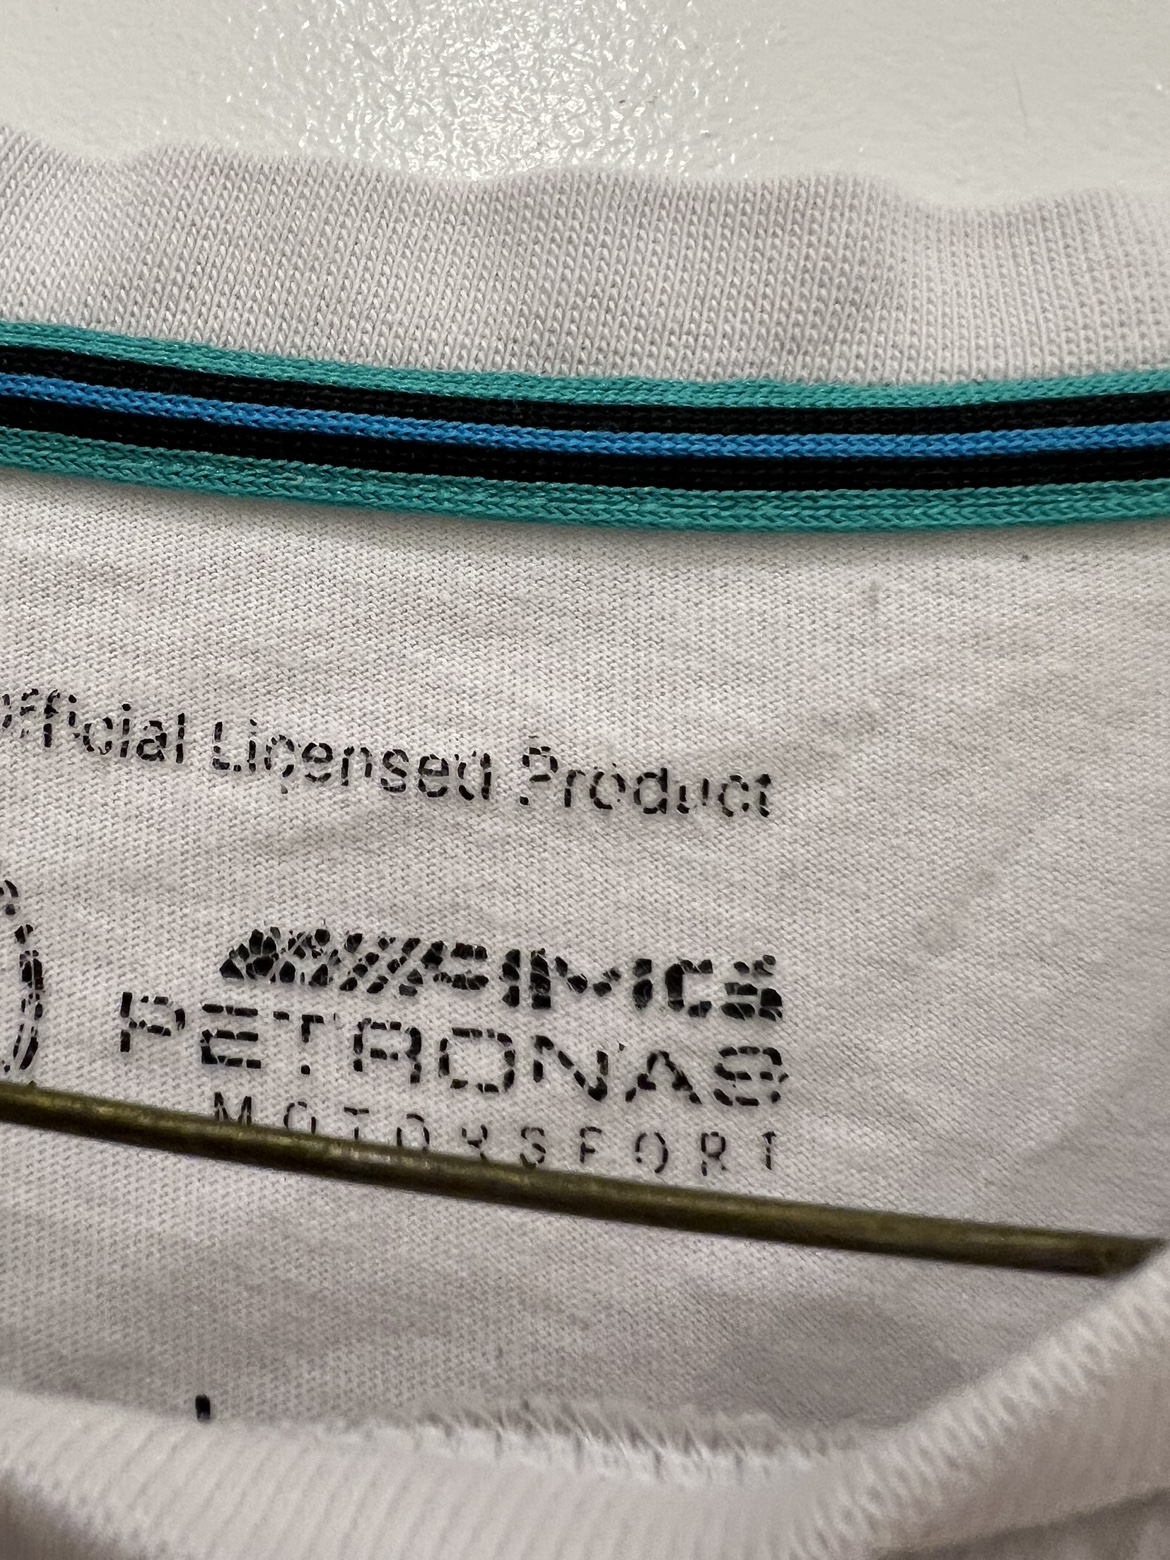 Official Licensed Product
AMG
PETRONAS
MOTORSPORT